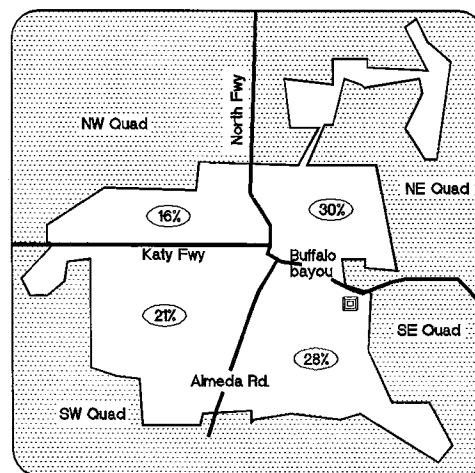 North Fwy
NW Quad
NE Quad
16%
30%
Katy Fwy
Buffalo
bayou
21%
SE Quad
28%
Almeda Rd.
SW Quad